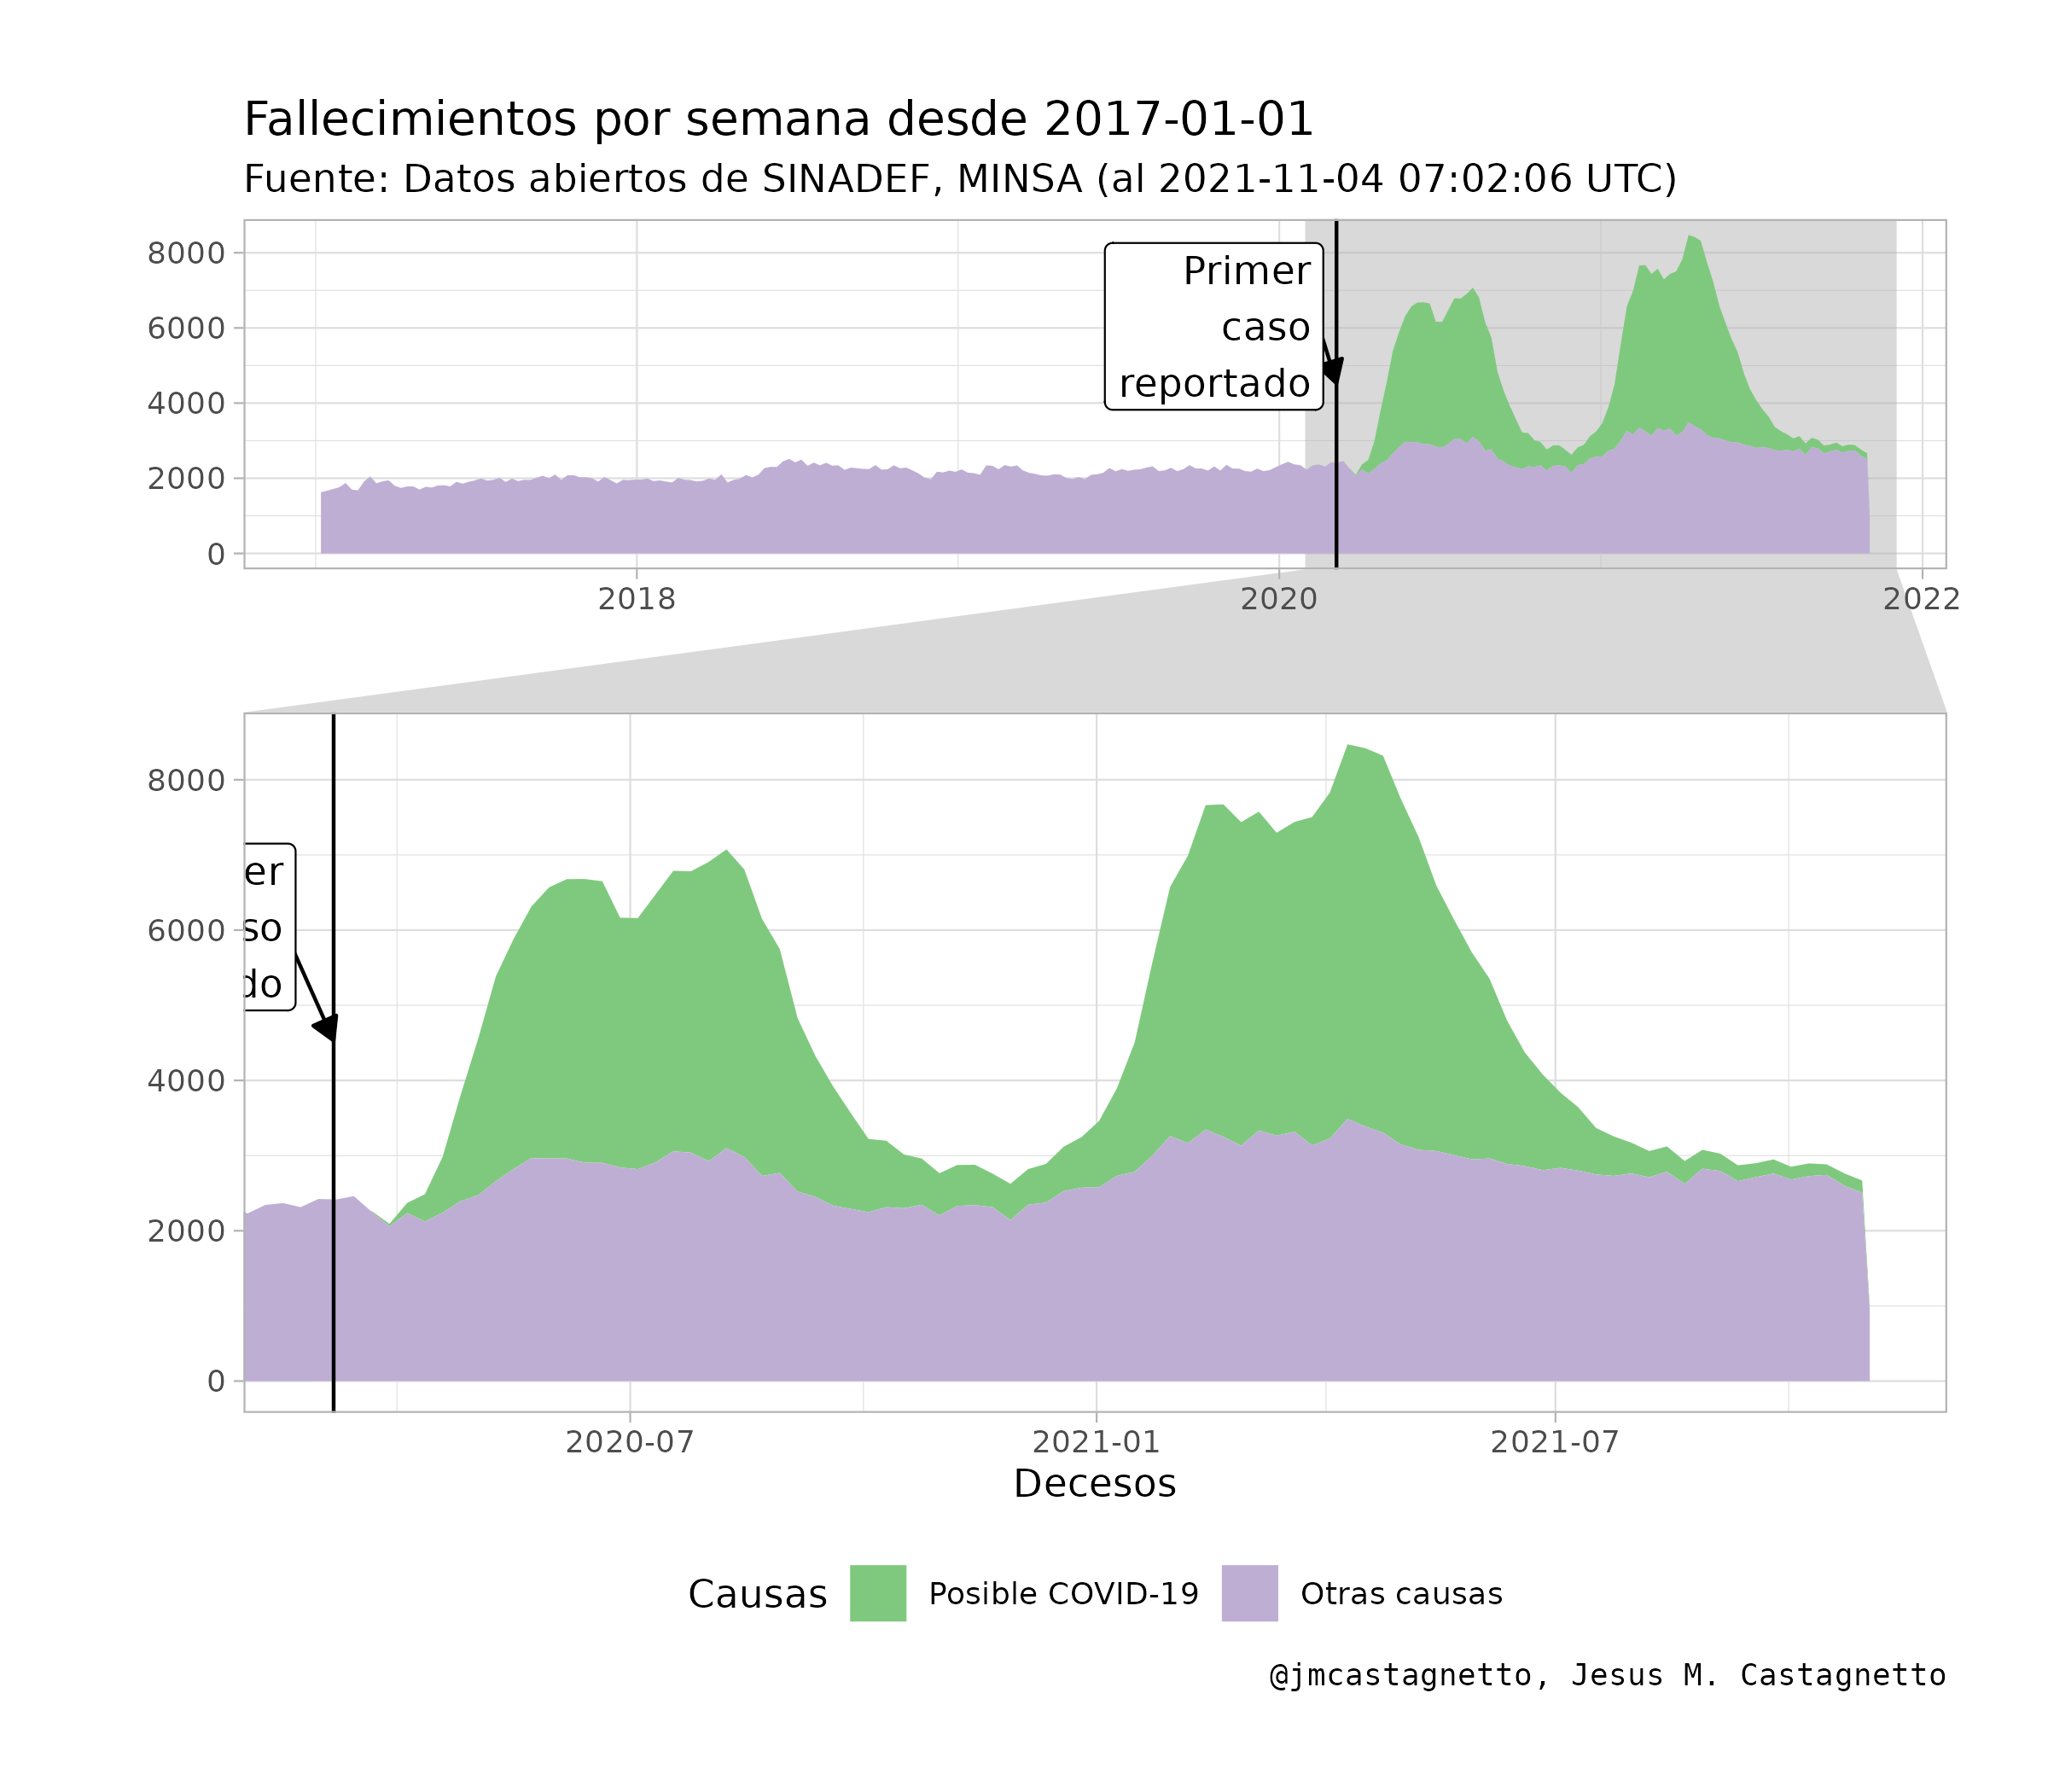 Fallecimientos por semana desde 2017-01-01
Fuente: Datos abiertos de SINADEF, MINSA (al 2021-11-04 07:02:06 UTC)
8000
6000
4000
2000
0
Primer
caso
reportado
2018
2020
2022
8000
6000
4000
2000
0
er
so
do
2020-07
2021-01
2021-07
Decesos
Causas
Posible COVID-19
Otras causas
@jmcastagnetto, Jesus M. Castagnetto